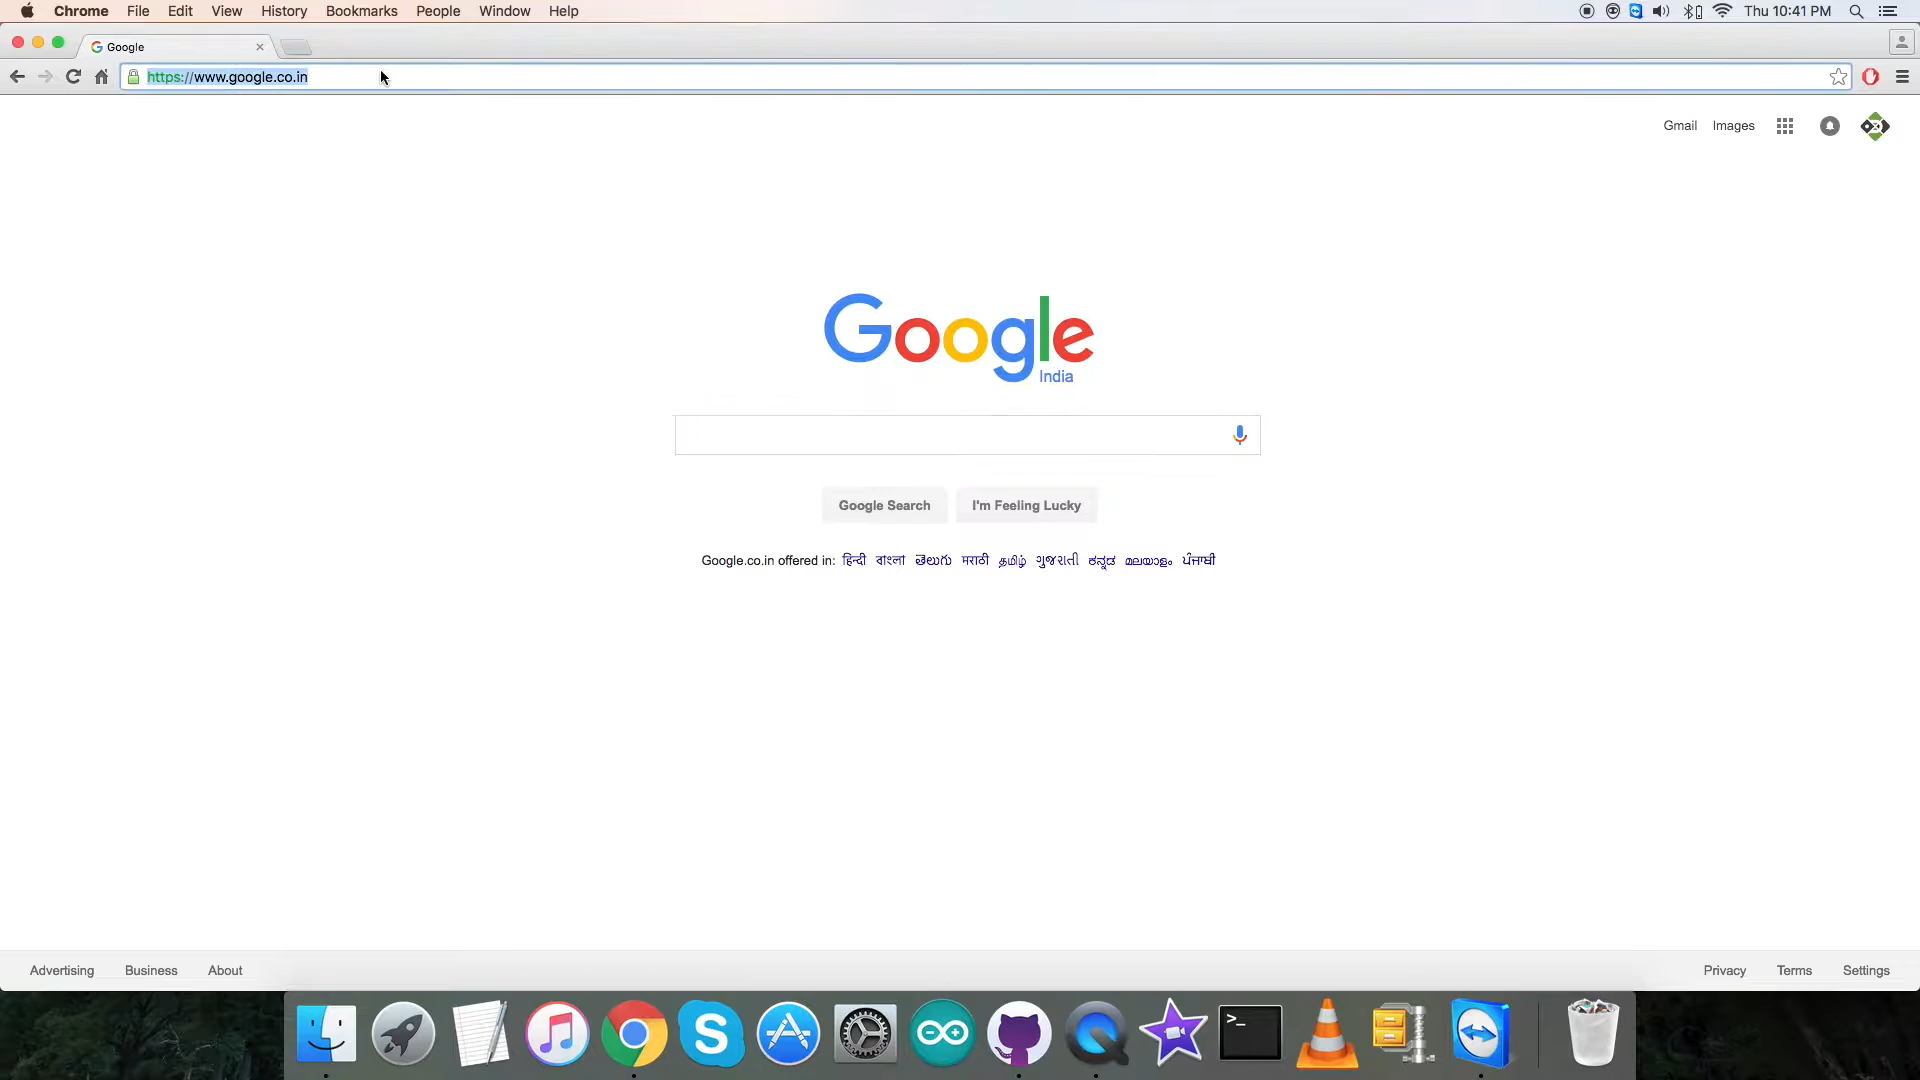 Chrome File Edit View History Bookmarks People Window Help Thu 10:41 PM
Google
https://www.google.co.in
Gmail Images
Google
India
Google Search I'm Feeling Lucky
Google.co.in offered in: हिन्दी বাংলা తెలుగు मराठी தமிழ் ગુજરાતી ಕನ್ನಡ മലയാളം ਪੰਜਾਬੀ
Advertising Business About Privacy Terms Settings